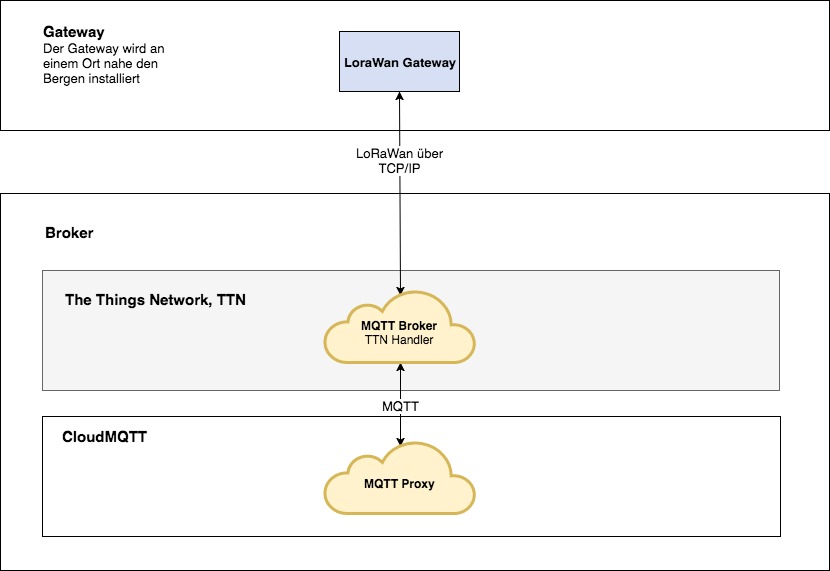 Gateway
Der Gateway wird an
einem Ort nahe den
Bergen installiert
LoraWan Gateway
LoRaWan über
TCP/IP
Broker
The Things Network, TTN
MQTT Broker
TTN Handler
MQTT
CloudMQTT
MQTT Proxy